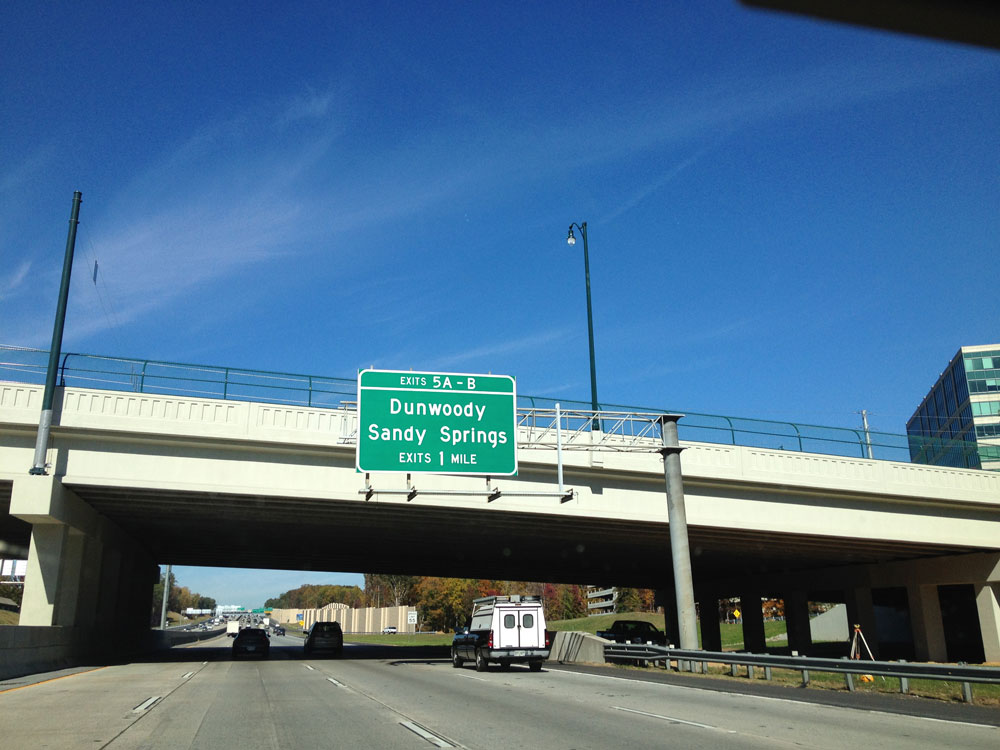 EXITS 5A-B
Dunwoody
Sandy Springs
EXITS 1 MILE